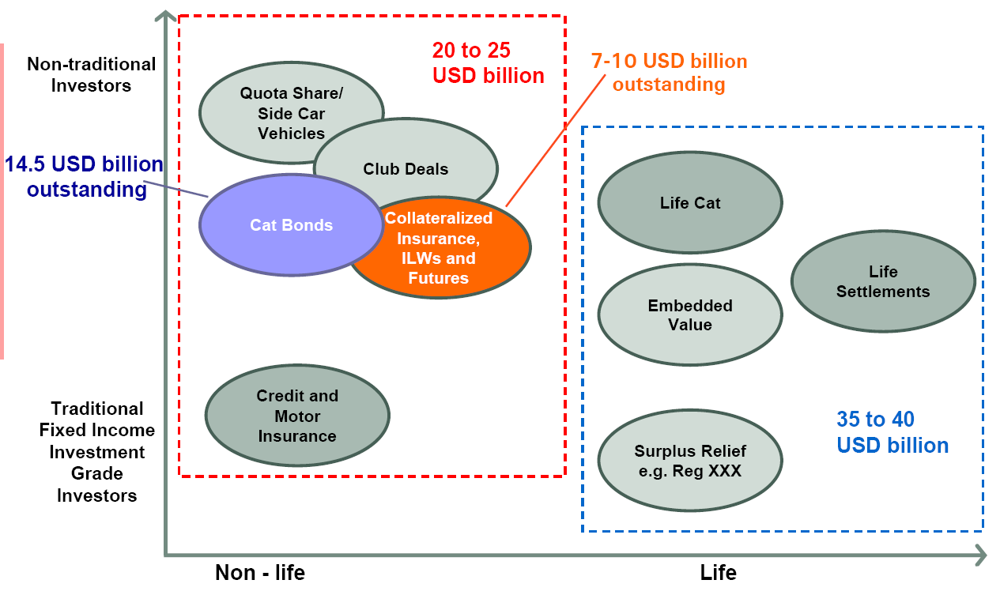 20 to 25
USD billion
7-10 USD billion
outstanding
Non-traditional
Investors
Quota Share/
Side Car
Vehicles
14.5 USD billion
outstanding
Club Deals
Cat Bonds
Collateralized
Insurance,
ILWs and
Futures
Life Cat
Life
Settlements
Embedded
Value
Traditional
Fixed Income
Investment
Grade
Investors
Credit and
Motor
Insurance
35 to 40
USD billion
Surplus Relief
e.g. Reg XXX
Non - life
Life